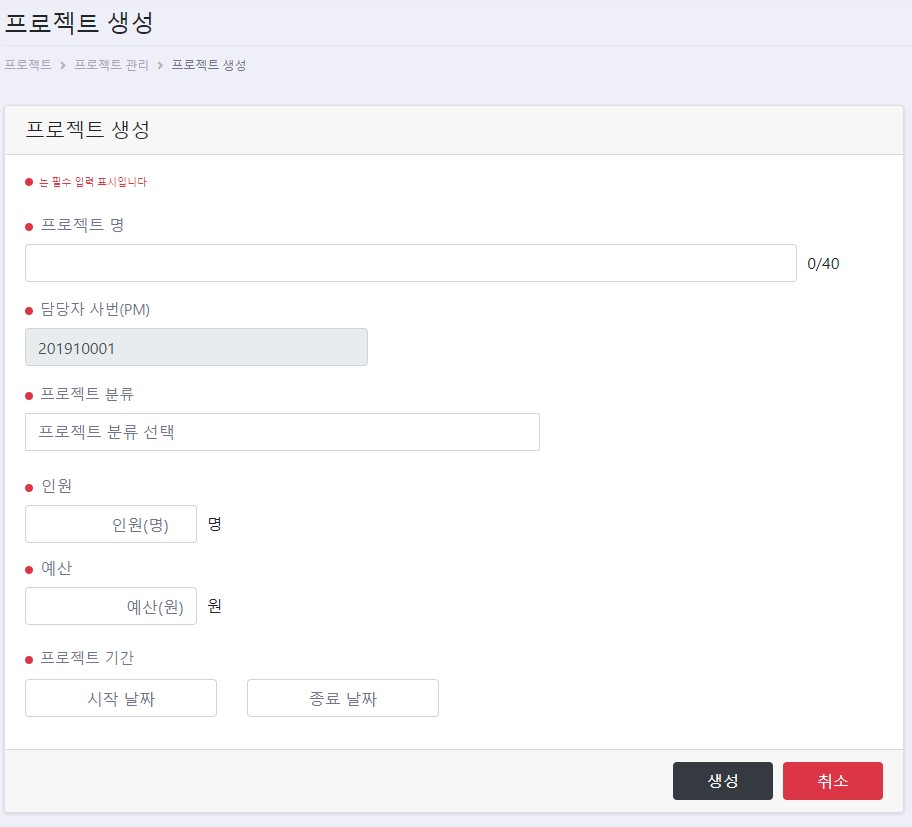 프로젝트 생성
프로젝트 > 프로젝트 관리 > 프로젝트 생성
프로젝트 생성
는 필수 입력 표시입니다
프로젝트 명
0/40
담당자 사번(PM)
201910001
프로젝트 분류
프로젝트 분류 선택
인원
인원(명) 명
예산
예산(원) 원
프로젝트 기간
시작 날짜 종료 날짜
생성 취소